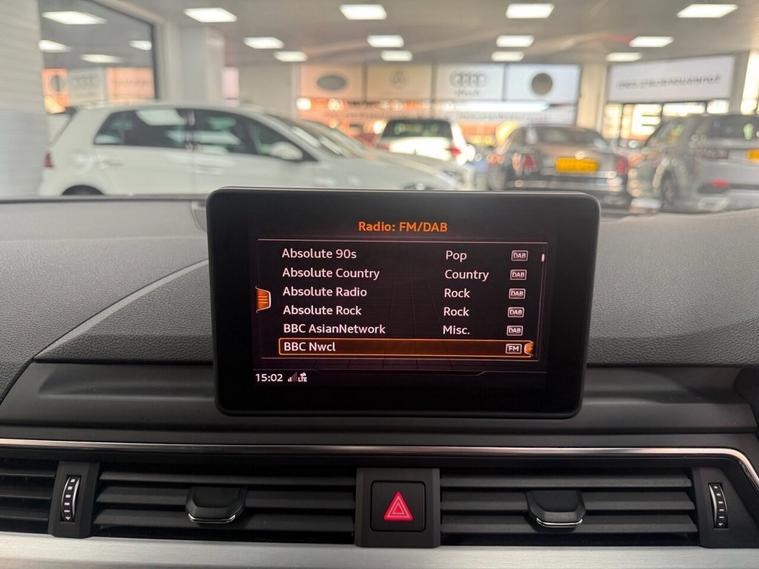 Radio: FM/DAB
Absolute 90s Pop DAB
Absolute Country Country DAB
Absolute Radio Rock DAB
Absolute Rock Rock DAB
BBC AsianNetwork Misc. DAB
BBC Nwcl FM
15:02 LTE